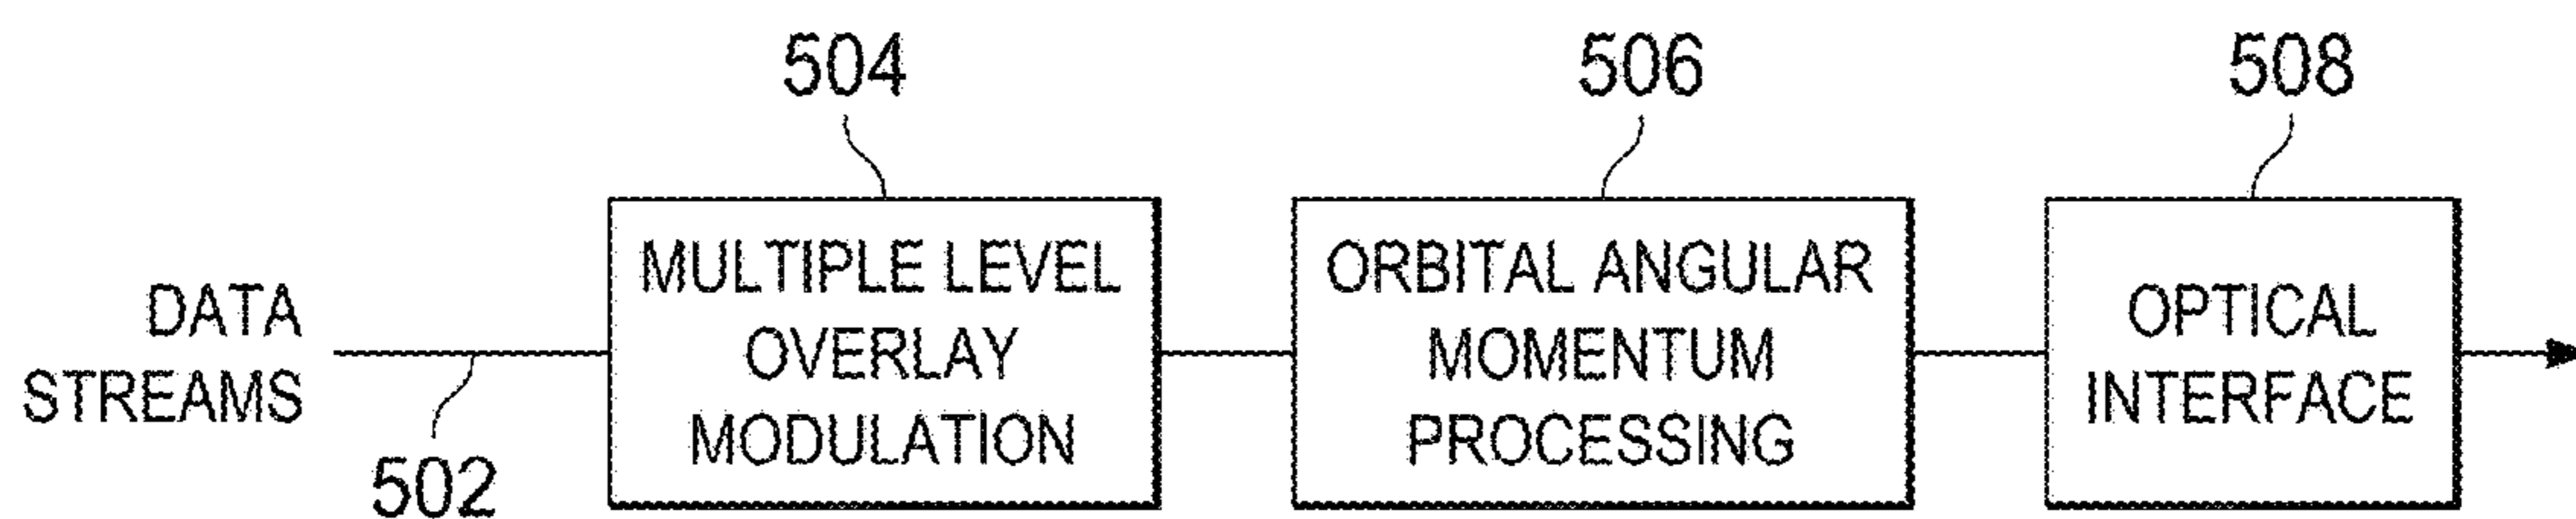 504
506
508
DATA
STREAMS
502
MULTIPLE LEVEL
OVERLAY
MODULATION
ORBITAL ANGULAR
MOMENTUM
PROCESSING
OPTICAL
INTERFACE